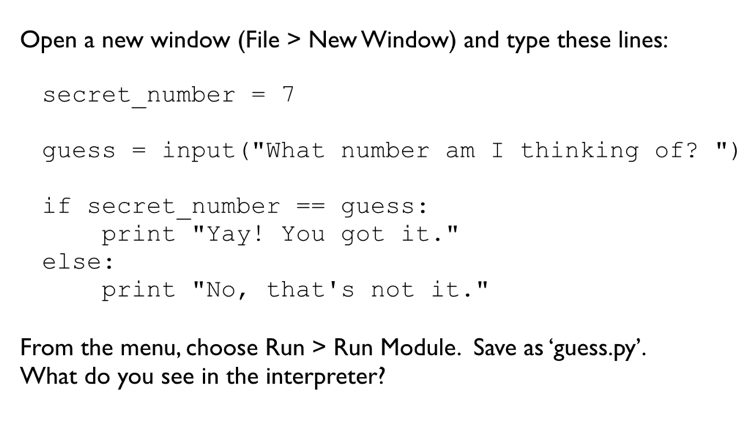 Open a new window (File > New Window) and type these lines:
secret_number = 7
guess = input("What number am I thinking of? ")
if secret_number == guess:
    print "Yay! You got it."
else:
    print "No, that's not it."
From the menu, choose Run > Run Module.  Save as ‘guess.py’.
What do you see in the interpreter?